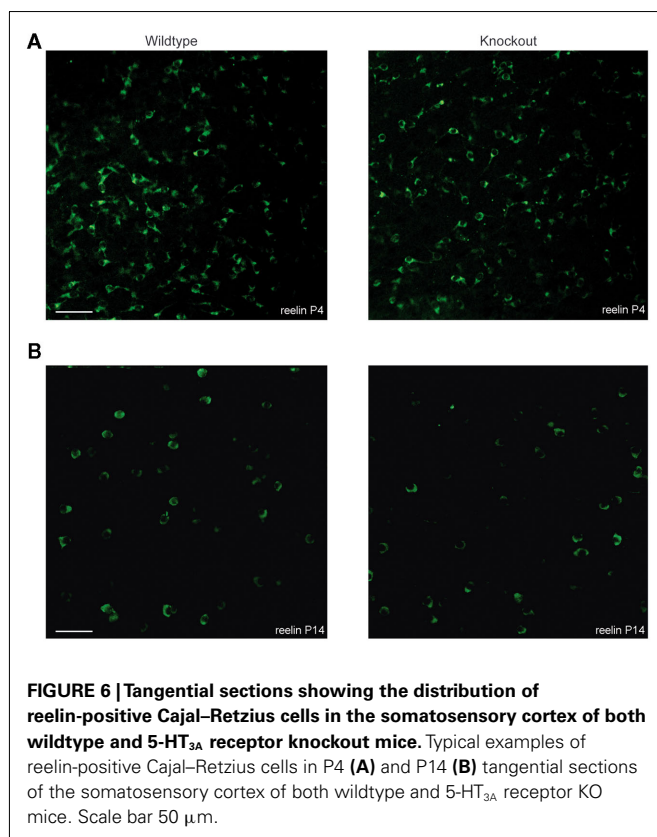 A
Wildtype
Knockout
reelin P4
reelin P4
B
reelin P14
reelin P14
FIGURE 6 | Tangential sections showing the distribution of
reelin-positive Cajal–Retzius cells in the somatosensory cortex of both
wildtype and 5-HT3A receptor knockout mice. Typical examples of
reelin-positive Cajal–Retzius cells in P4 (A) and P14 (B) tangential sections
of the somatosensory cortex of both wildtype and 5-HT3A receptor KO
mice. Scale bar 50 μm.